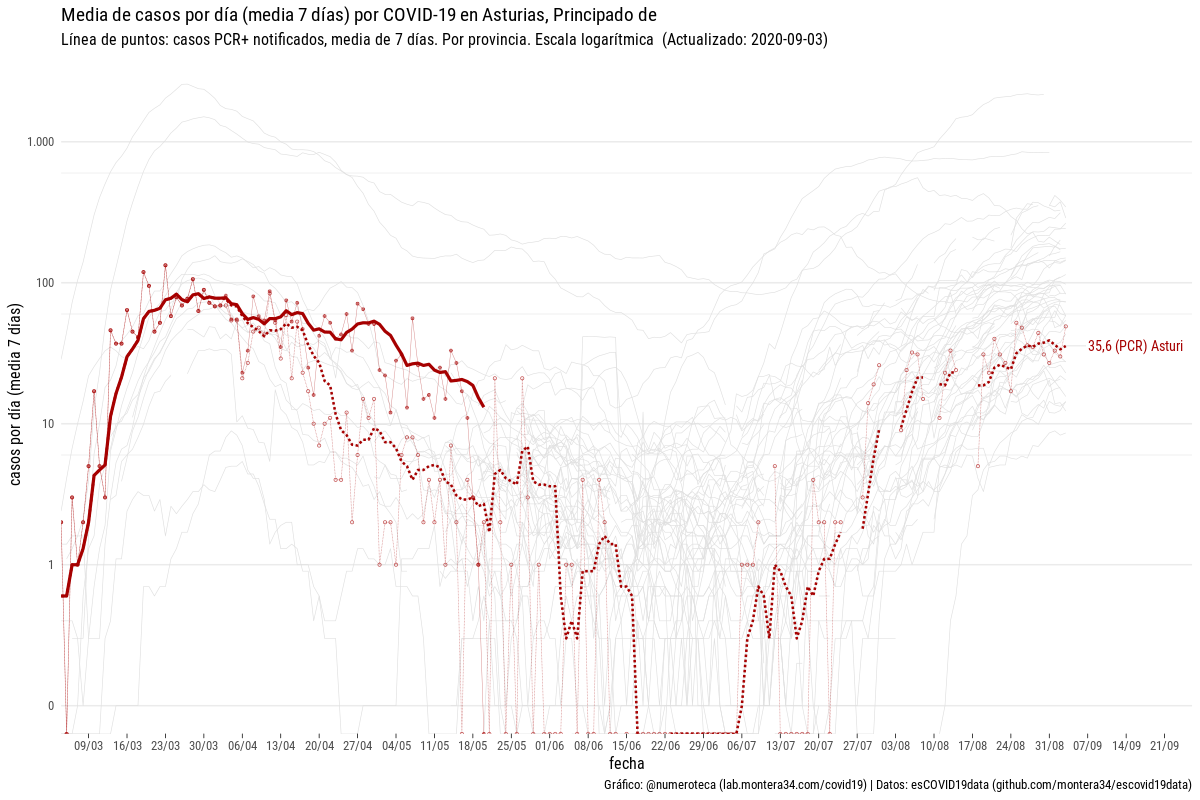 Media de casos por día (media 7 días) por COVID-19 en Asturias, Principado de
Línea de puntos: casos PCR+ notificados, media de 7 días. Por provincia. Escala logarítmica (Actualizado: 2020-09-03)
casos por día (media 7 días)
1.000
100
10
1
0
35,6 (PCR) Asturi
09/03 16/03 23/03 30/03 06/04 13/04 20/04 27/04 04/05 11/05 18/05 25/05 01/06 08/06 15/06 22/06 29/06 06/07 13/07 20/07 27/07 03/08 10/08 17/08 24/08 31/08 07/09 14/09 21/09
fecha
Gráfico: @numeroteca (lab.montera34.com/covid19) | Datos: esCOVID19data (github.com/montera34/escovid19data)